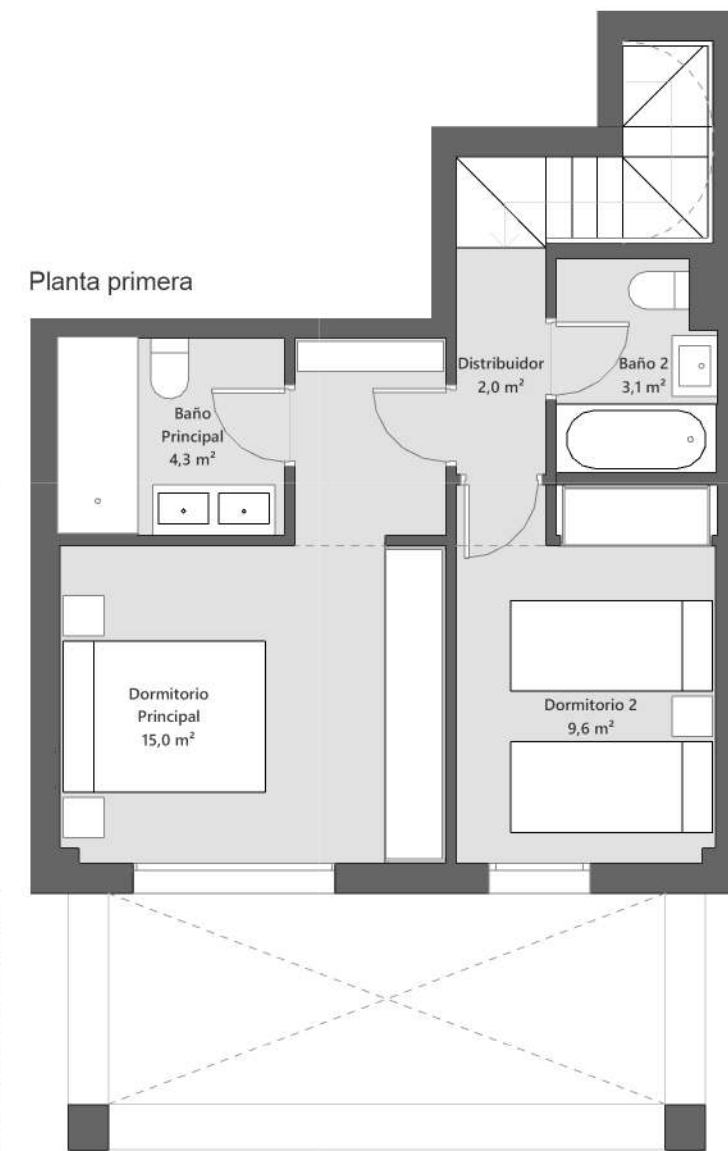 Planta primera
Distribuidor
2,0 m²
Baño 2
3,1 m²
Baño
Principal
4,3 m²
Dormitorio
Principal
15,0 m²
Dormitorio 2
9,6 m²